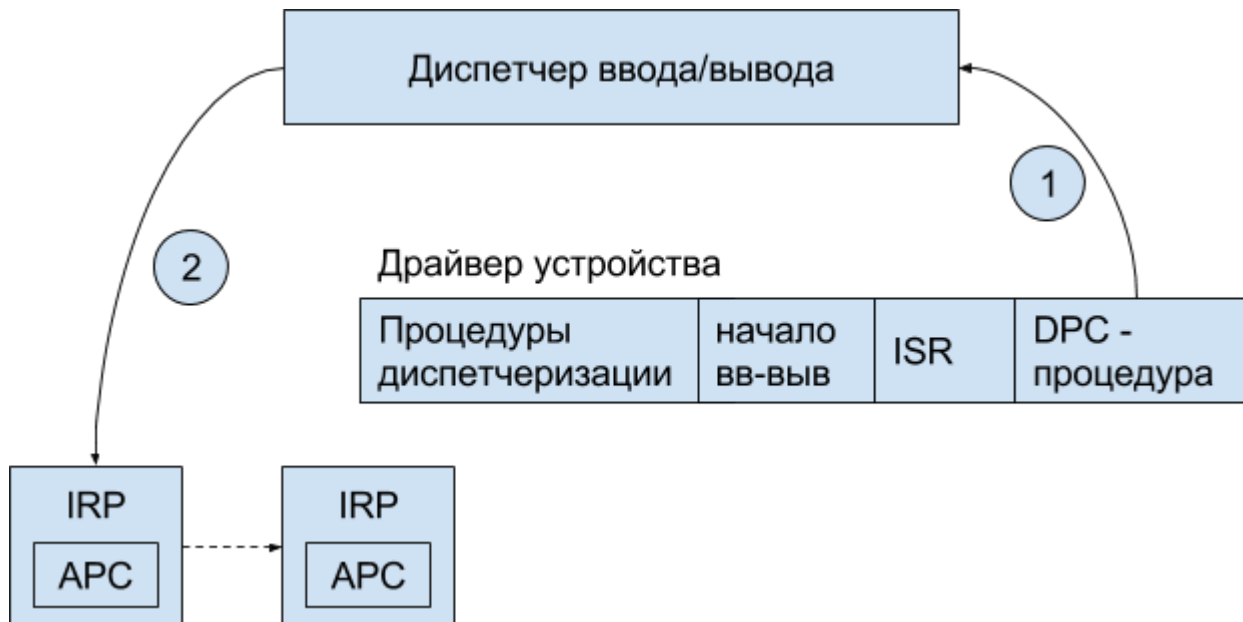 Диспетчер ввода/вывода
1
2
Драйвер устройства
Процедуры
диспетчеризации
начало
вв-выв
ISR
DPC -
процедура
IRP
APC
IRP
APC